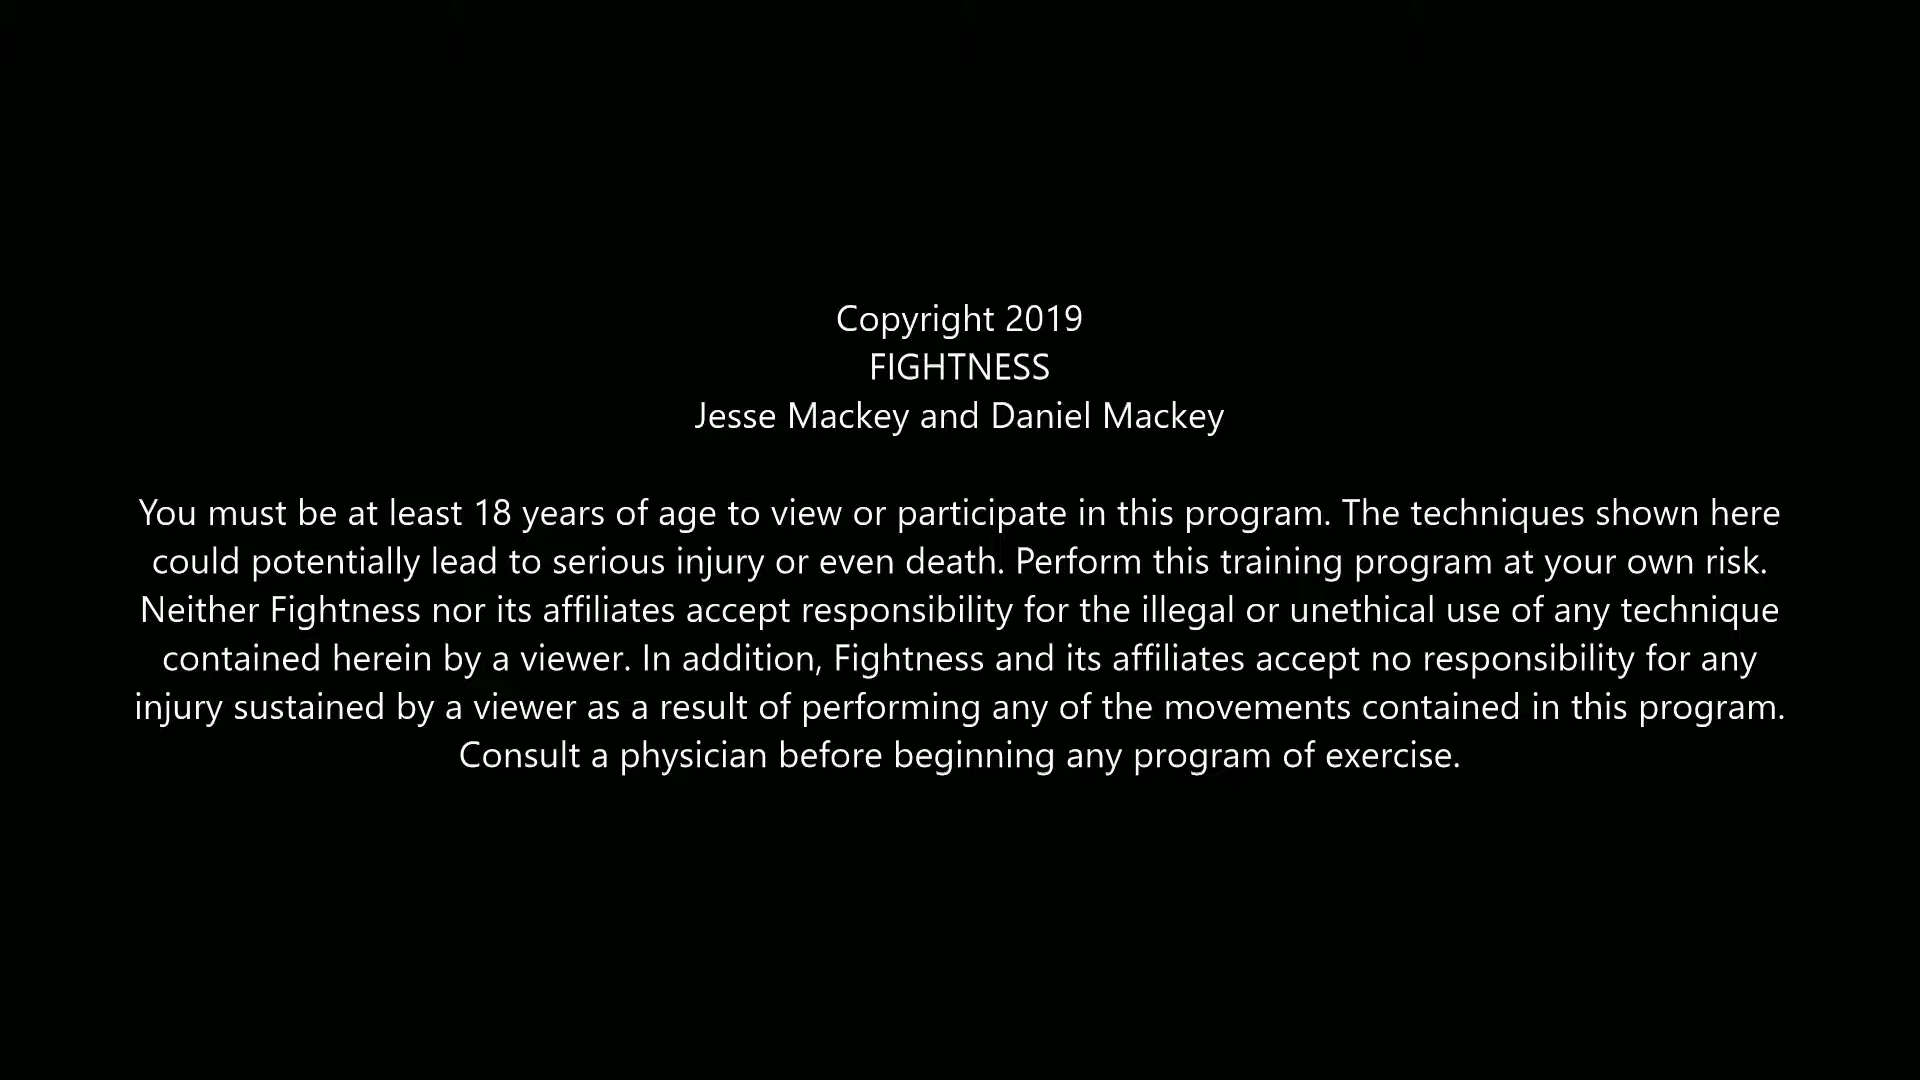 Copyright 2019
FIGHTNESS
Jesse Mackey and Daniel Mackey
You must be at least 18 years of age to view or participate in this program. The techniques shown here
could potentially lead to serious injury or even death. Perform this training program at your own risk.
Neither Fightness nor its affiliates accept responsibility for the illegal or unethical use of any technique
contained herein by a viewer. In addition, Fightness and its affiliates accept no responsibility for any
injury sustained by a viewer as a result of performing any of the movements contained in this program.
Consult a physician before beginning any program of exercise.